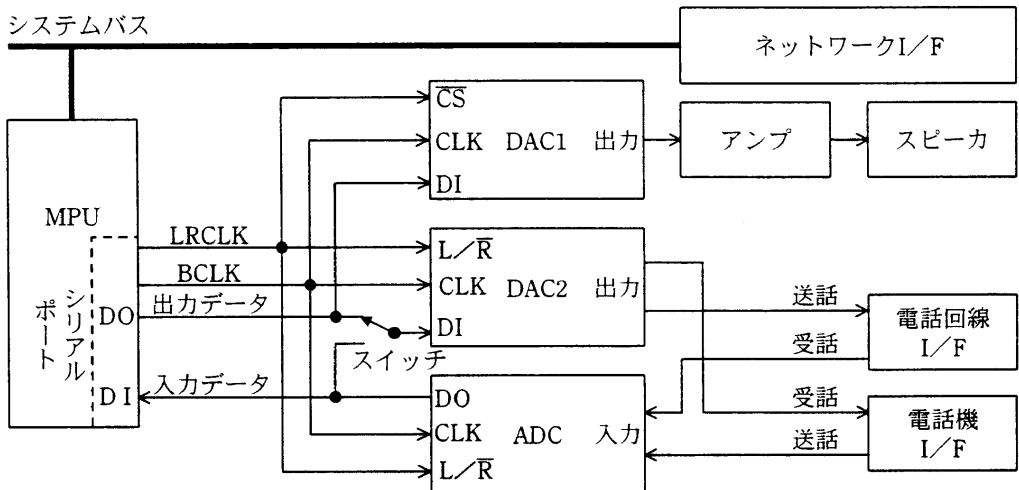 システムバス
ネットワークI/F
CS
CLK DAC1 出力
DI
アンプ
スピーカ
MPU
シリアル
ポート
DO
DI
LRCLK
BCLK
出力データ
入力データ
スイッチ
L/R
CLK DAC2 出力
DI
DO
CLK ADC 入力
L/R
送話
受話
電話回線
I/F
受話
送話
電話機
I/F